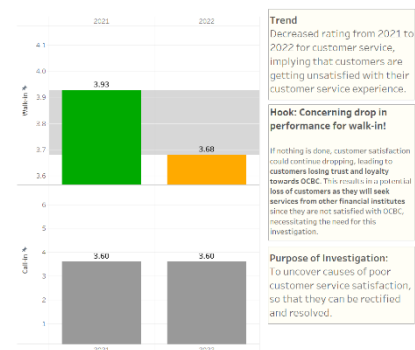 2021 2022
Trend
Decreased rating from 2021 to
2022 for customer service,
implying that customers are
getting unsatisfied with their
customer service experience.
Walk-in %
4.1
4.0
3.9
3.8
3.7
3.6
3.93
3.68
Hook: Concerning drop in
performance for walk-in!
If nothing is done, customer satisfaction
could continue dropping, leading to
customers losing trust and loyalty
towards OCBC. This results in a potential
loss of customers as they will seek
services from other financial institutes
since they are not satisfied with OCBC,
necessitating the need for this
investigation.
Call-in %
6
5
4
3
2
1
3.60 3.60
Purpose of Investigation:
To uncover causes of poor
customer service satisfaction,
so that they can be rectified
and resolved.
2021 2022